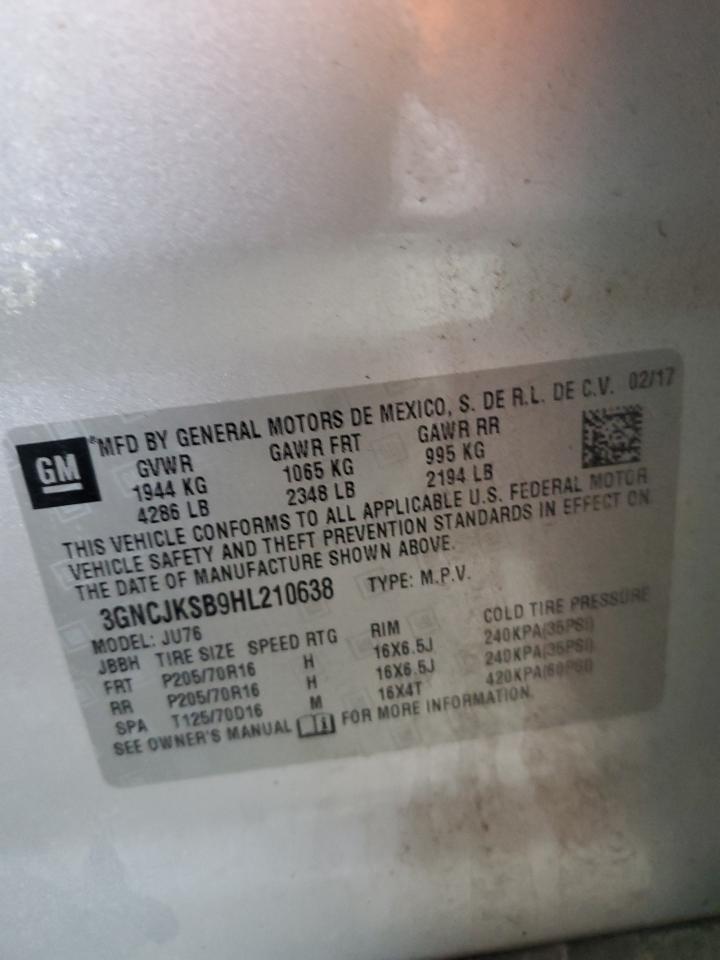 GM
MFD BY GENERAL MOTORS DE MEXICO, S. DE R.L. DE C.V. 02/17
GVWR GAWR FRT GAWR RR
1944 KG 1065 KG 995 KG
4286 LB 2348 LB 2194 LB
THIS VEHICLE CONFORMS TO ALL APPLICABLE U.S. FEDERAL MOTOR
VEHICLE SAFETY AND THEFT PREVENTION STANDARDS IN EFFECT ON
THE DATE OF MANUFACTURE SHOWN ABOVE.
3GNCJKSB9HL210638 TYPE: M.P.V.
MODEL: JU76
JBBH TIRE SIZE SPEED RTG RIM COLD TIRE PRESSURE
FRT P205/70R16 H 16X6.5J 240KPA(35PSI)
RR P205/70R16 H 16X6.5J 240KPA(35PSI)
SPA T125/70D16 M 16X4T 420KPA(60PSI)
SEE OWNER'S MANUAL FOR MORE INFORMATION.